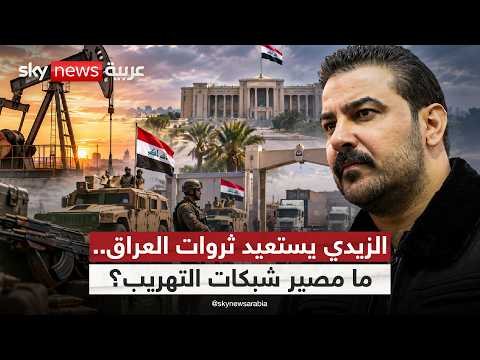 sky news عربية
الزيدي يستعيد ثروات العراق..
ما مصير شبكات التهريب؟
@skynewsarabia